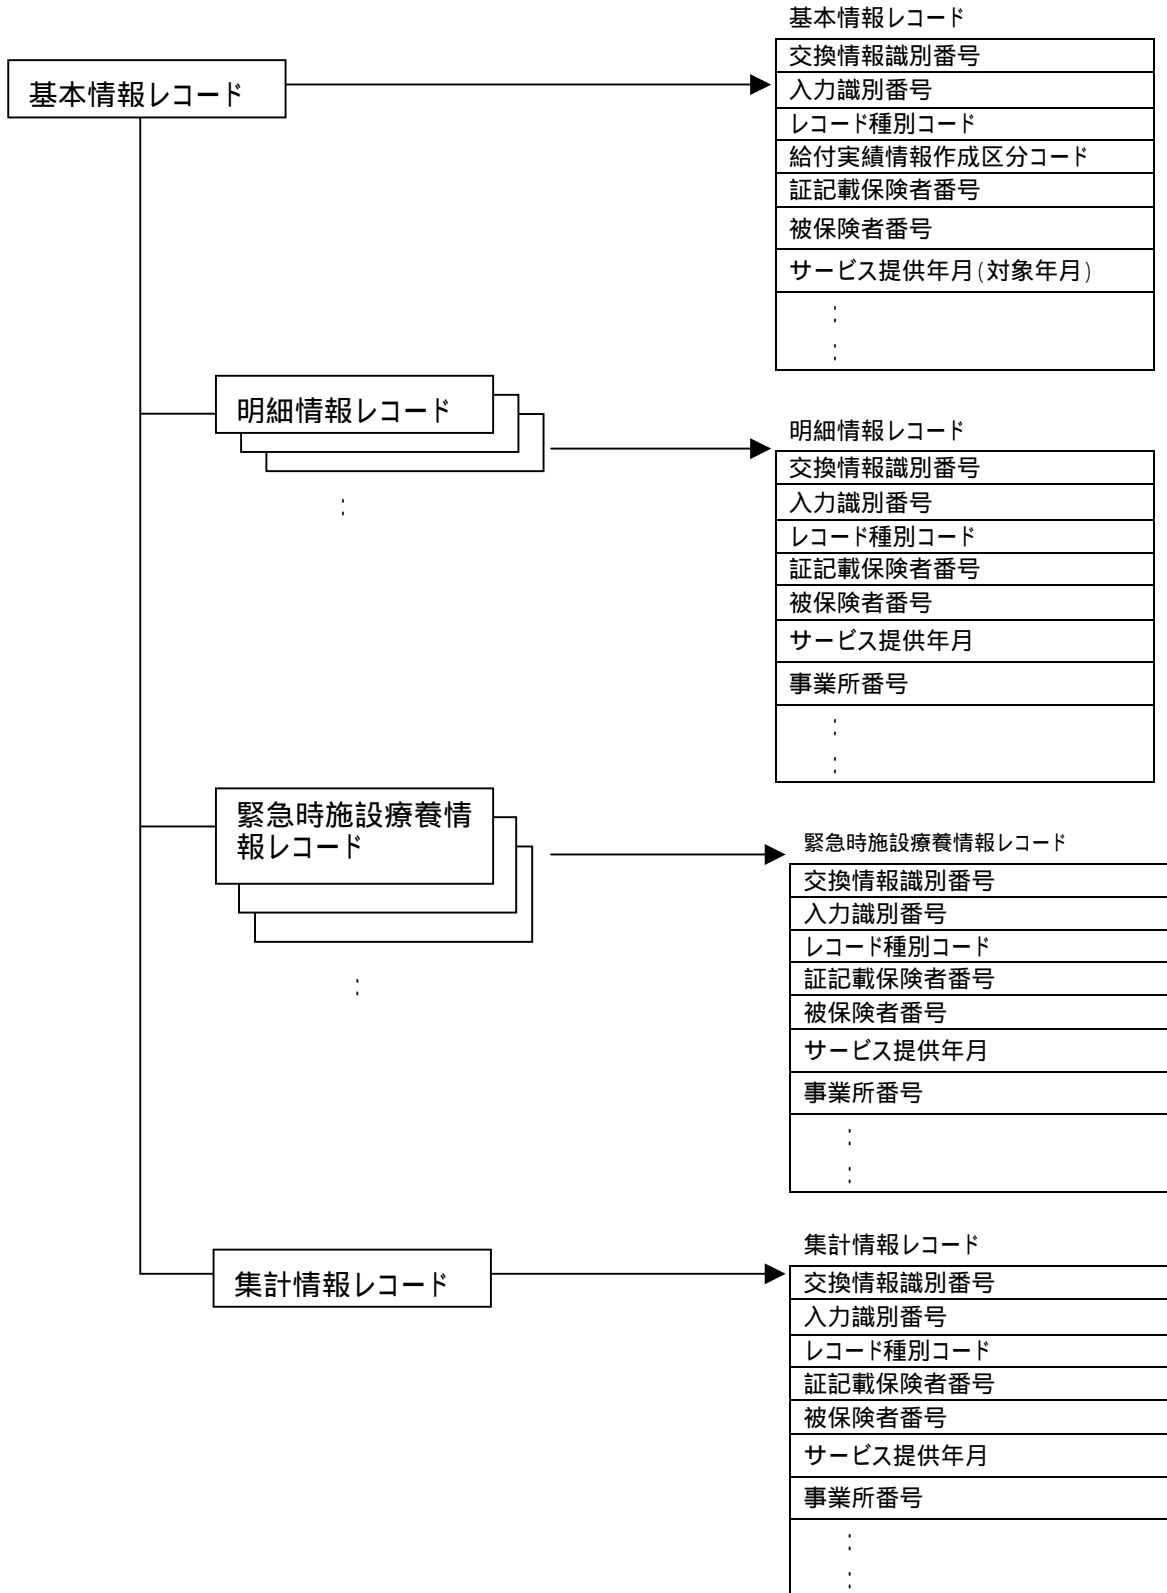 基本情報レコード
基本情報レコード
交換情報識別番号
入力識別番号
レコード種別コード
給付実績情報作成区分コード
証記載保険者番号
被保険者番号
サービス提供年月(対象年月)
:
:
明細情報レコード
:
明細情報レコード
交換情報識別番号
入力識別番号
レコード種別コード
証記載保険者番号
被保険者番号
サービス提供年月
事業所番号
:
:
緊急時施設療養情
報レコード
:
緊急時施設療養情報レコード
交換情報識別番号
入力識別番号
レコード種別コード
証記載保険者番号
被保険者番号
サービス提供年月
事業所番号
:
:
集計情報レコード
集計情報レコード
交換情報識別番号
入力識別番号
レコード種別コード
証記載保険者番号
被保険者番号
サービス提供年月
事業所番号
:
: